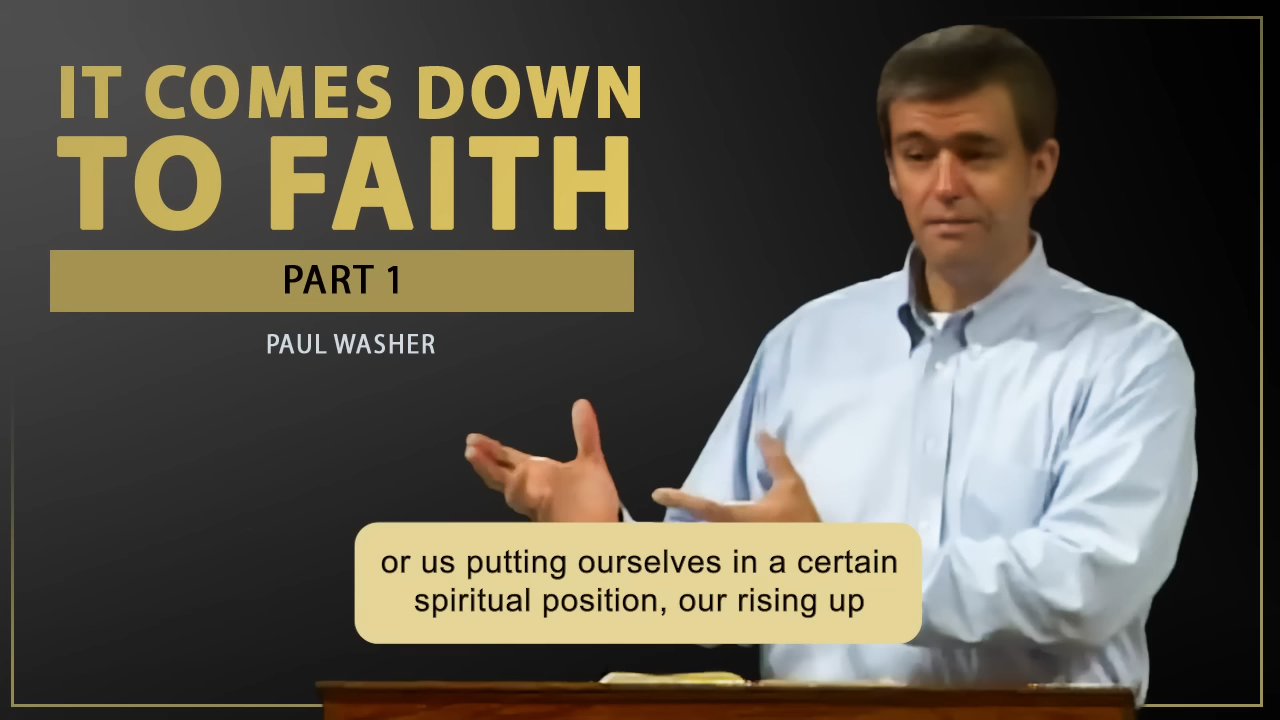 IT COMES DOWN
TO FAITH
PART 1
PAUL WASHER
or us putting ourselves in a certain
spiritual position, our rising up